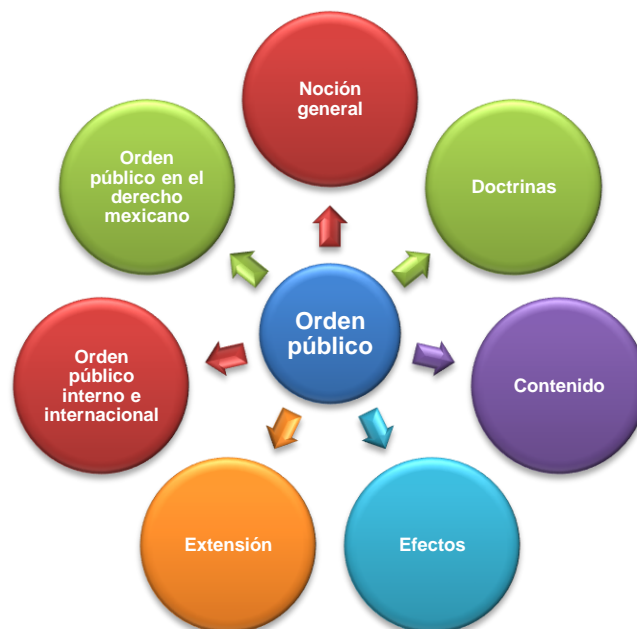 Noción
general
Doctrinas
Contenido
Efectos
Extensión
Orden
público
interno e
internacional
Orden
público en el
derecho
mexicano
Orden
público